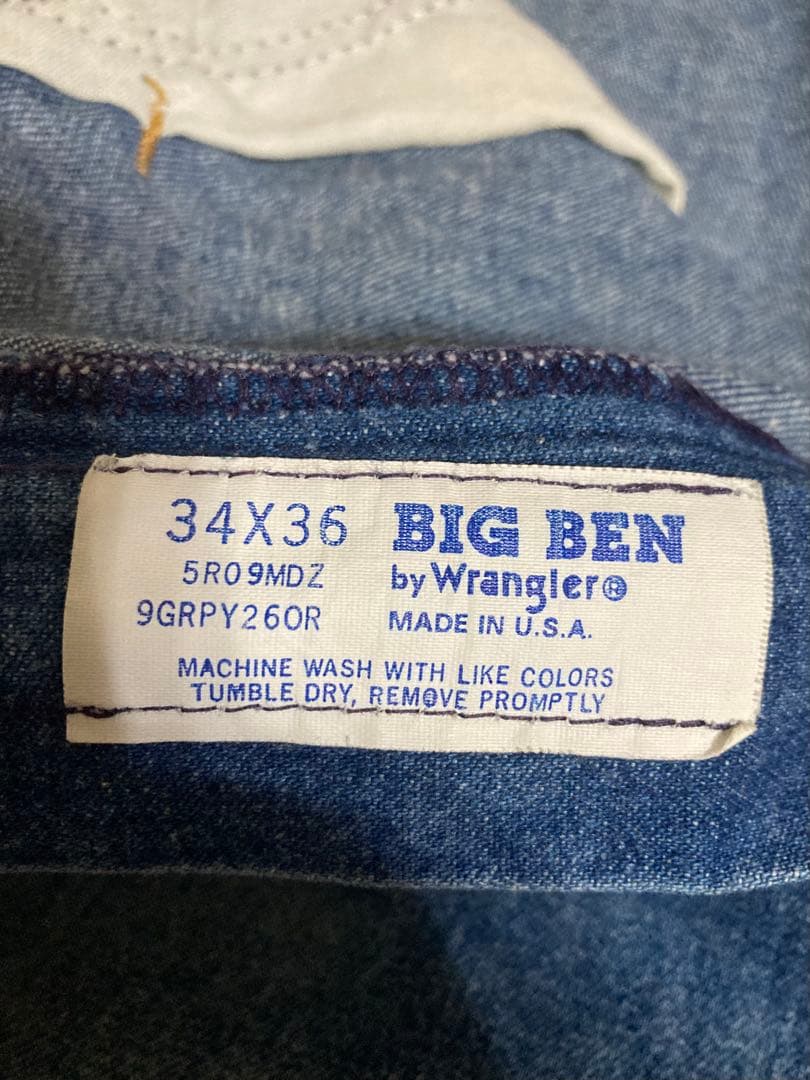 34X36 BIG BEN
5R09MDZ by Wrangler®
9GRPY260R MADE IN U.S.A.
MACHINE WASH WITH LIKE COLORS
TUMBLE DRY, REMOVE PROMPTLY